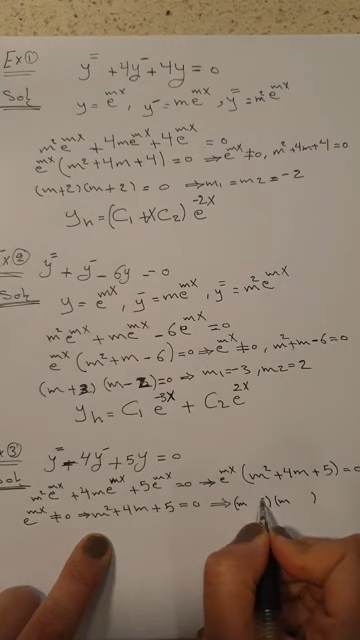 Ex①
y⁼ + 4y⁻ + 4y = 0
Sol
y = e^mx, y⁻ = me^mx, y⁼ = m²e^mx
m²e^mx + 4me^mx + 4e^mx = 0
e^mx (m² + 4m + 4) = 0 ⇒ e^mx ≠ 0, m² + 4m + 4 = 0
(m+2)(m+2) = 0 ⇒ m₁ = m₂ = -2
y_h = (C₁ + xC₂) e^-2x
Ex②
y⁼ + y⁻ - 6y = 0
Sol
y = e^mx, y⁻ = me^mx, y⁼ = m²e^mx
m²e^mx + me^mx - 6e^mx = 0
e^mx (m² + m - 6) = 0 ⇒ e^mx ≠ 0, m² + m - 6 = 0
(m+3)(m-2) = 0 ⇒ m₁ = -3, m₂ = 2
y_h = C₁ e^-3x + C₂ e^2x
x③
y⁼ - 4y⁻ + 5y = 0
Sol
m²e^mx + 4me^mx + 5e^mx = 0 ⇒ e^mx (m² + 4m + 5) = 0
e^mx ≠ 0 ⇒ m² + 4m + 5 = 0 ⇒ (m )(m )